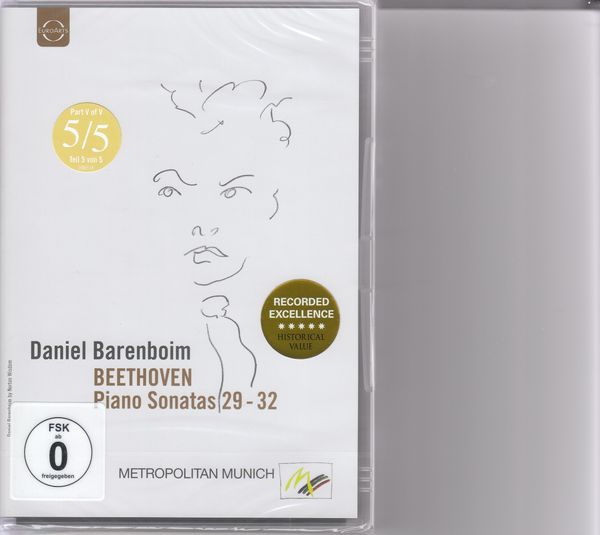 EUROARTS
Part V of V
5/5
Teil 5 von 5
RECORDED
EXCELLENCE
HISTORICAL
VALUE
Daniel Barenboim
BEETHOVEN
Piano Sonatas 29 - 32
FSK
ab
0
freigegeben
METROPOLITAN MUNICH